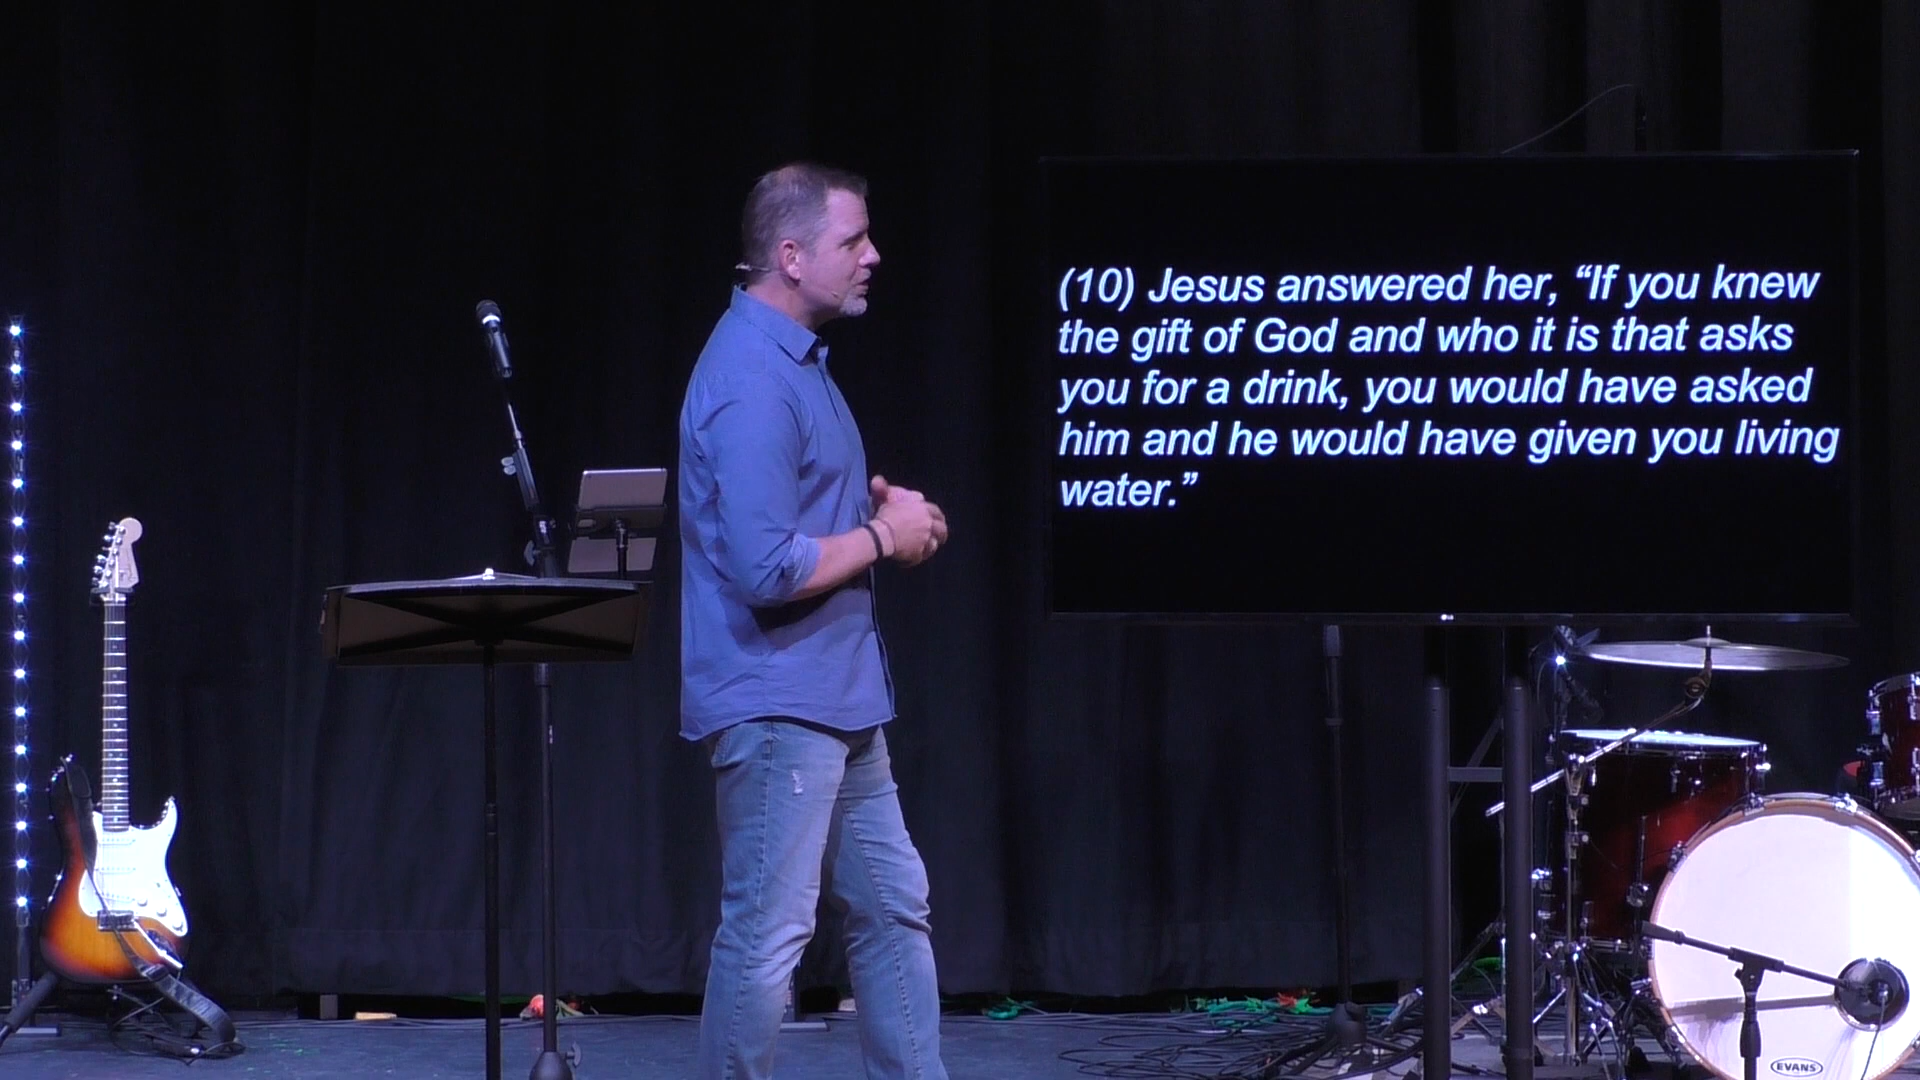 (10) Jesus answered her, “If you knew
the gift of God and who it is that asks
you for a drink, you would have asked
him and he would have given you living
water.”
EVANS